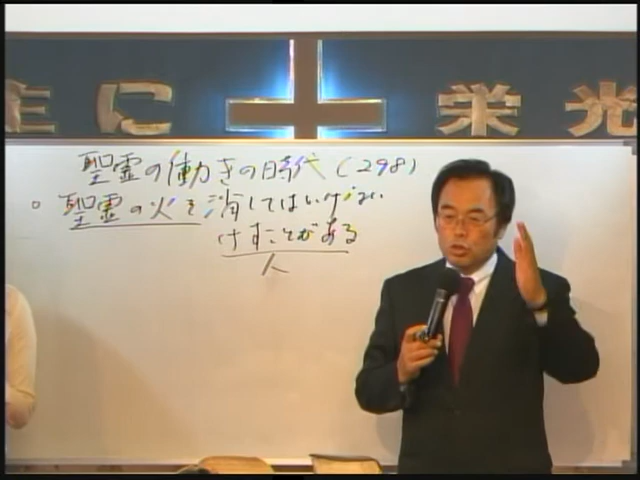 主に 栄光
聖霊の働きの時代 (298)
○ 聖霊の火を消してはいけない
けすことがある
人